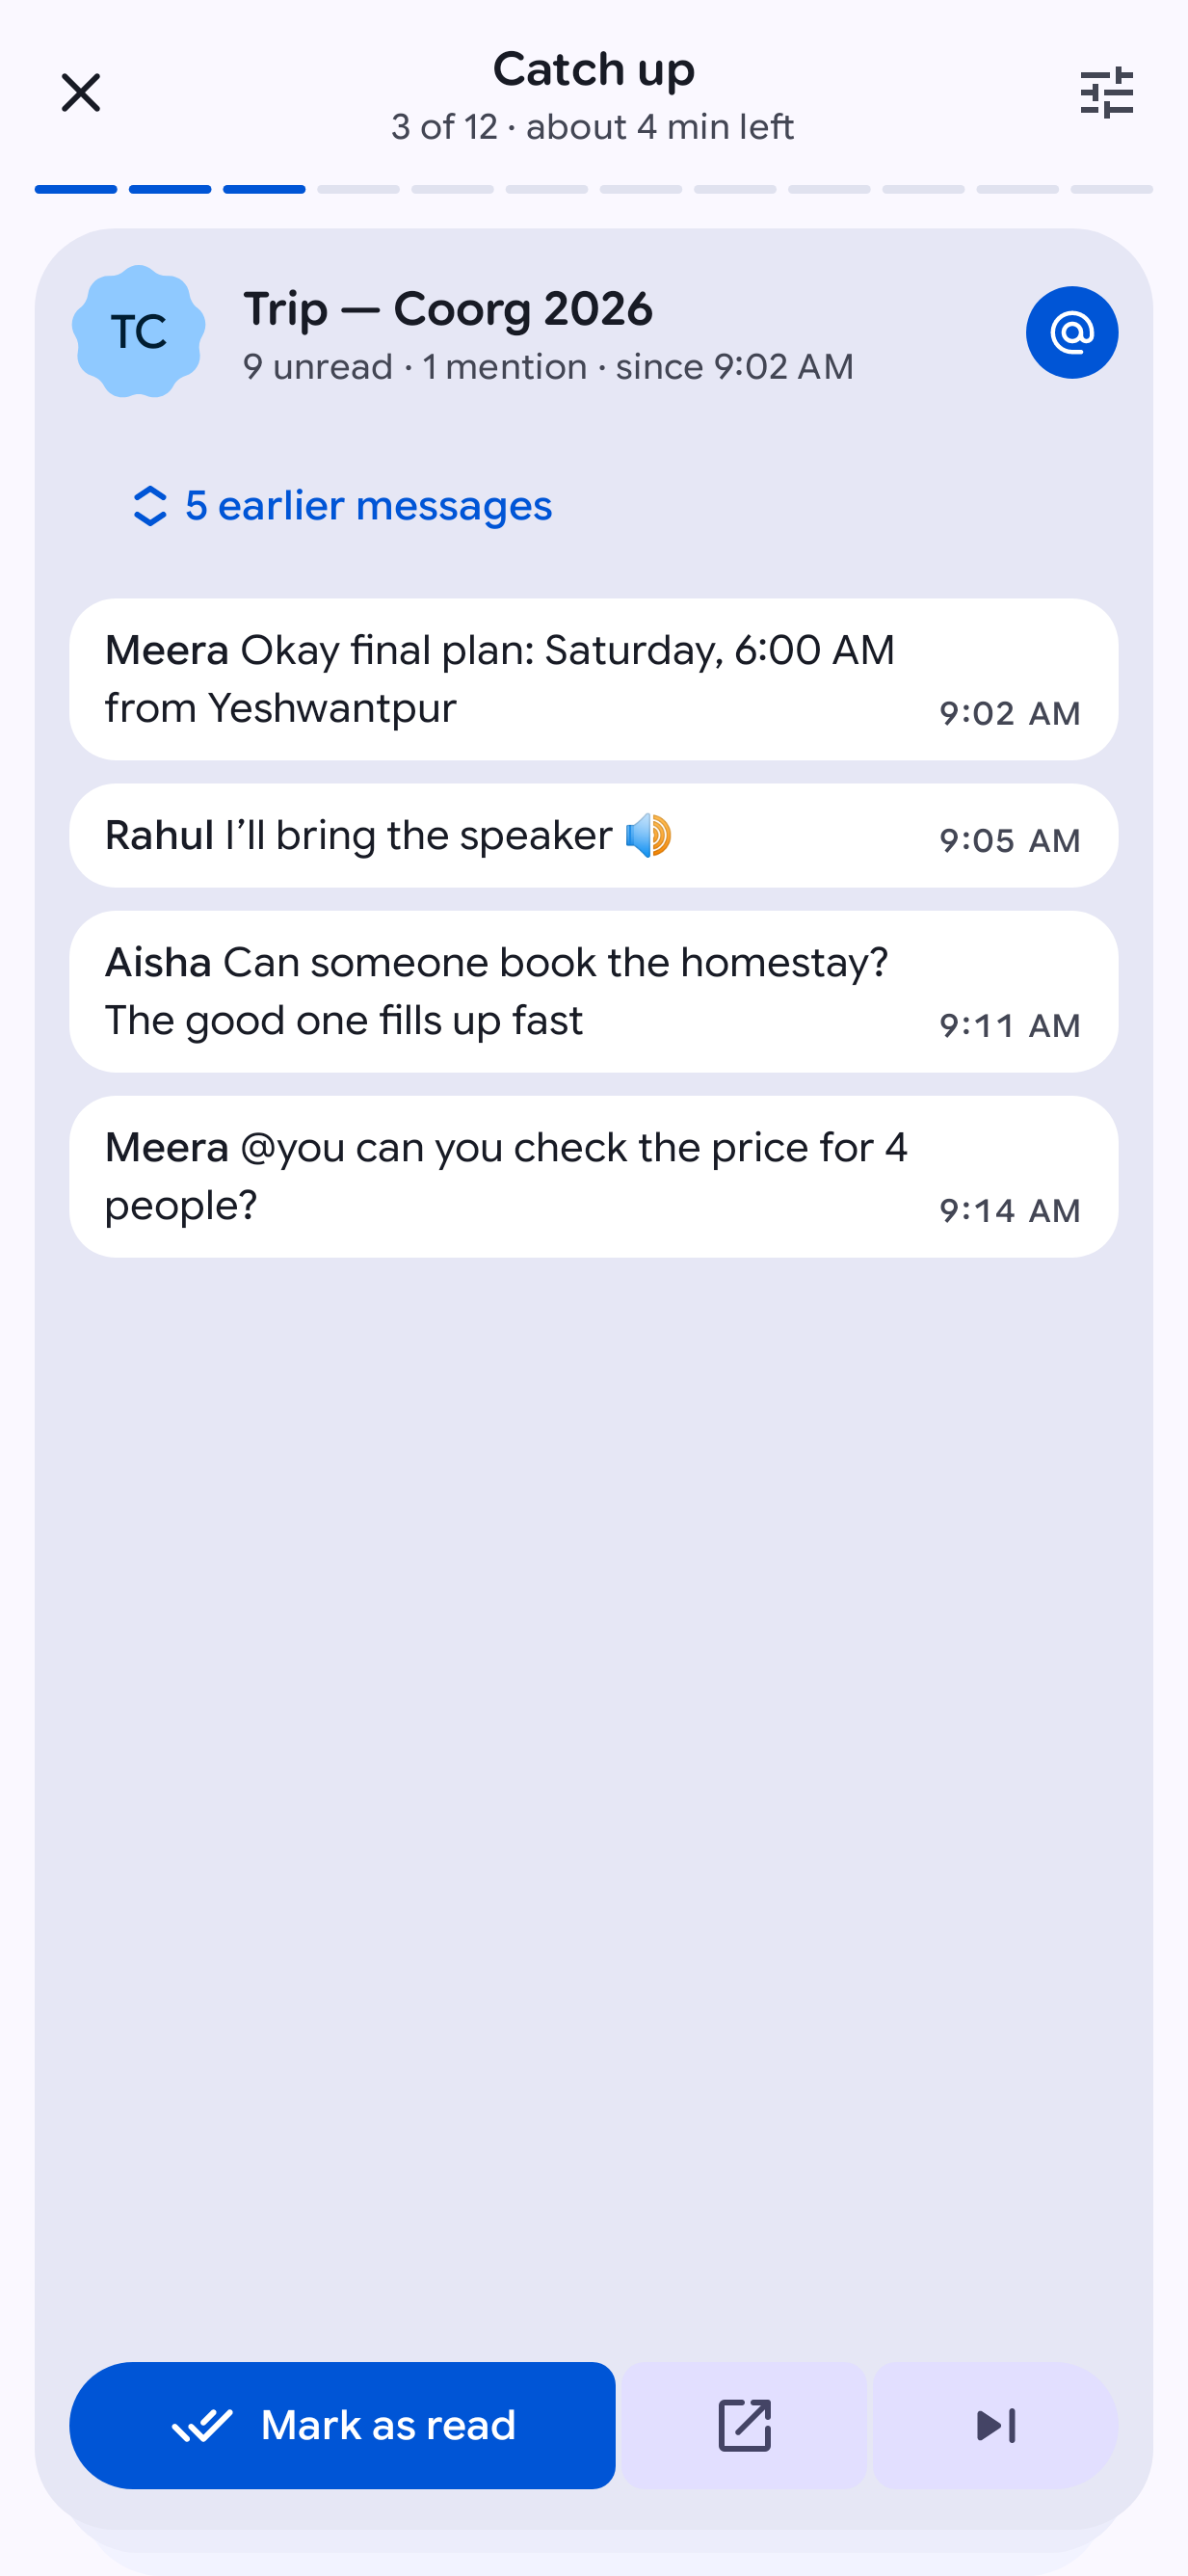 Catch up
3 of 12 · about 4 min left
TC
Trip — Coorg 2026
9 unread · 1 mention · since 9:02 AM
5 earlier messages
Meera Okay final plan: Saturday, 6:00 AM
from Yeshwantpur
9:02 AM
Rahul I’ll bring the speaker 🔊
9:05 AM
Aisha Can someone book the homestay?
The good one fills up fast
9:11 AM
Meera @you can you check the price for 4
people?
9:14 AM
Mark as read